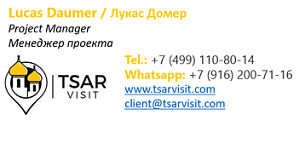 Lucas Daumer / Лукас Домер
Project Manager
Менеджер проекта
TSAR
VISIT
Tel.: +7 (499) 110-80-14
Whatsapp: +7 (916) 200-71-16
www.tsarvisit.com
client@tsarvisit.com